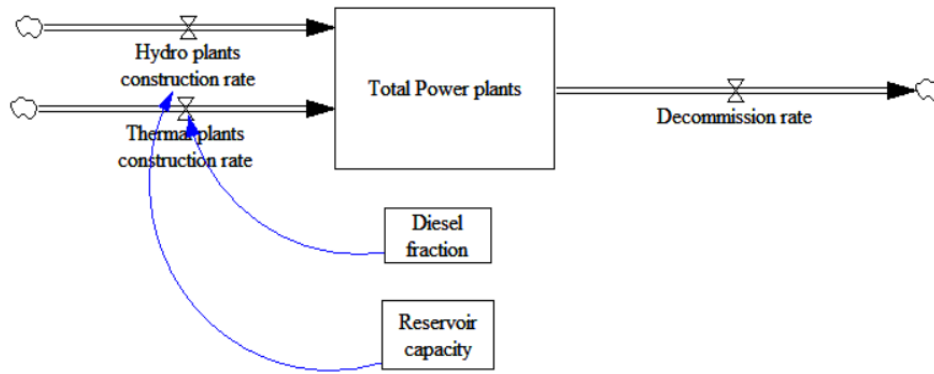 Hydro plants
construction rate
Total Power plants
Decommission rate
Thermal plants
construction rate
Diesel
fraction
Reservoir
capacity